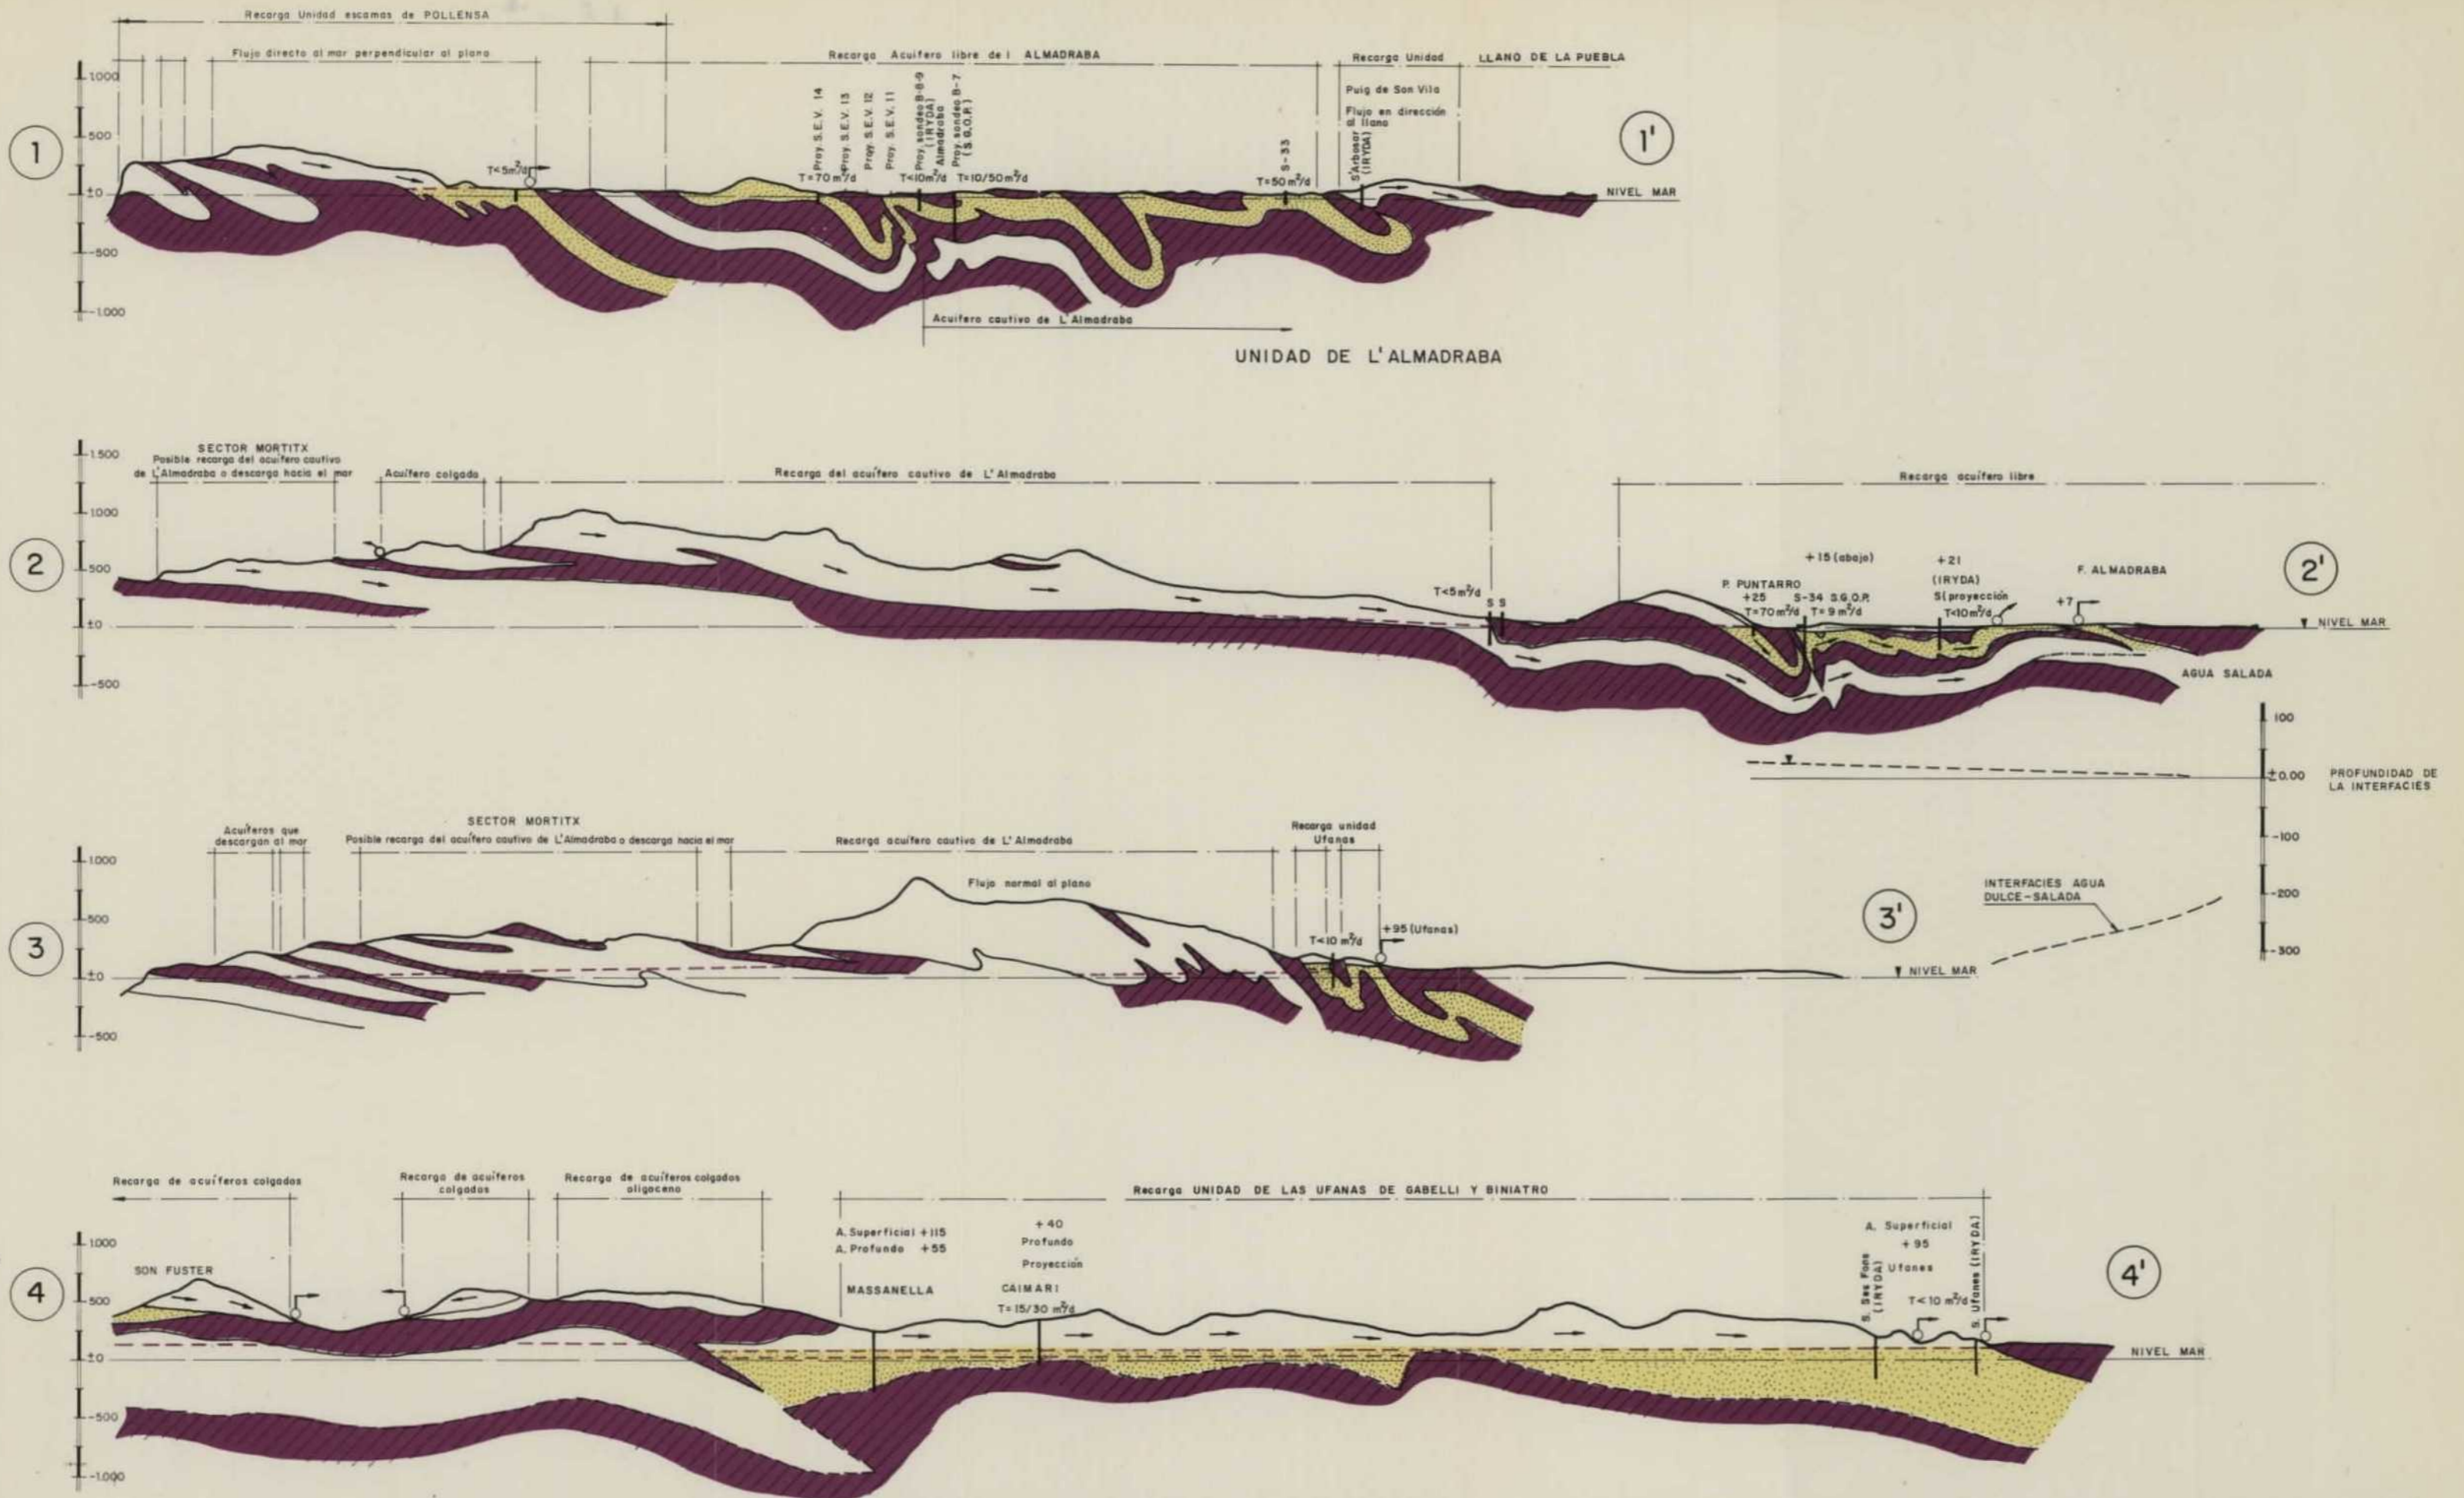 Recarga Unidad escamas de POLLENSA
Flujo directo al mar perpendicular al plano
Recarga Acuifero libre de l ALMADRABA
Recarga Unidad
LLANO DE LA PUEBLA
Puig de Son Vila
Flujo en dirección
al llano
1000
500
±0
-500
-1.000
1
T<5m²/d
Proy. S.E.V. 14
Proy. S.E.V. 13
Proy. S.E.V. 12
Proy. S.E.V. 11
Proy. sondeo B-8-9
(IRYDA)
Almadraba
Proy. sondeo B-7
(S.G.O.P.)
T=70 m²/d
T<10m²/d
T=10/50m²/d
S-33
T=50 m²/d
S'Arbosar
(IRYDA)
1'
NIVEL MAR
Acuifero cautivo de L'Almadraba
UNIDAD DE L'ALMADRABA
SECTOR MORTITX
Posible recarga del acuifero cautivo
de L'Almadraba o descarga hacia el mar
Acuífero colgado
Recarga del acuífero cautivo de L'Almadraba
Recarga acuífero libre
1.500
1000
500
±0
-500
2
T<5m²/d
S S
P. PUNTARRO
+25
T=70m²/d
+15 (abajo)
S-34 S.G.O.P.
T= 9 m²/d
+21
(IRYDA)
S(proyección
T<10m²/d
F. ALMADRABA
+7
2'
NIVEL MAR
AGUA SALADA
100
±0.00
-100
-200
-300
PROFUNDIDAD DE
LA INTERFACIES
INTERFACIES AGUA
DULCE-SALADA
Acuíferos que
descargan al mar
SECTOR MORTITX
Posible recarga del acuífero cautivo de L'Almadraba o descarga hacia el mar
Recarga acuífero cautivo de L'Almadraba
Recarga unidad
Ufanas
1.000
500
±0
-500
3
Flujo normal al plano
T<10 m²/d
+95 (Ufanas)
3'
NIVEL MAR
Recarga de acuíferos colgados
Recarga de acuíferos
colgados
Recarga de acuíferos colgados
oligoceno
Recarga UNIDAD DE LAS UFANAS DE GABELLI Y BINIATRO
1.000
500
±0
-500
-1.000
4
SON FUSTER
A. Superficial +115
A. Profundo +55
MASSANELLA
+40
Profundo
Proyección
CAIMARI
T= 15/30 m²/d
S. Ses Fons
(IRYDA)
A. Superficial
+95
Ufanes
T<10 m²/d
S. Ufanes (IRYDA)
4'
NIVEL MAR